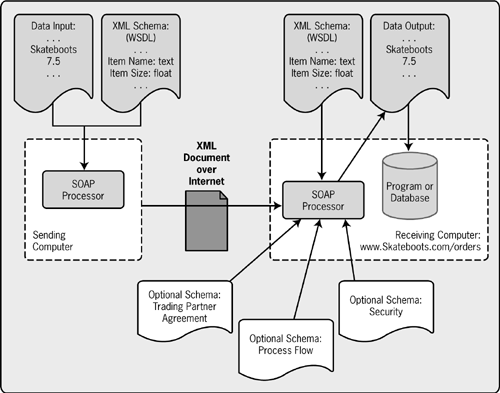 Data Input:
. . .
Skateboots
7.5
. . .
XML Schema:
(WSDL)
. . .
Item Name: text
Item Size: float
. . .
XML Schema:
(WSDL)
. . .
Item Name: text
Item Size: float
. . .
Data Output:
. . .
Skateboots
7.5
. . .
SOAP
Processor
Sending
Computer
XML
Document
over
Internet
SOAP
Processor
Program or
Database
Receiving Computer:
www.Skateboots.com/orders
Optional Schema:
Trading Partner
Agreement
Optional Schema:
Process Flow
Optional Schema:
Security